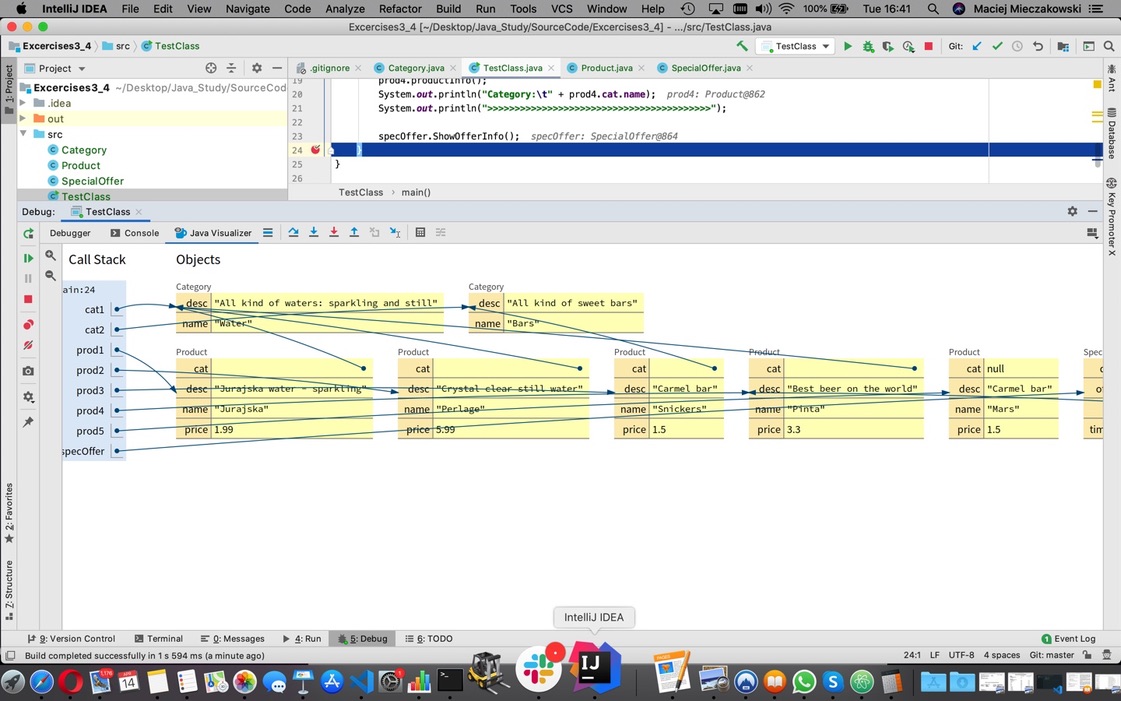 IntelliJ IDEA File Edit View Navigate Code Analyze Refactor Build Run Tools VCS Window Help 100% Tue 16:41 Maciej Mieczakowski
Excercises3_4 [~/Desktop/Java_Study/SourceCode/Excercises3_4] - .../src/TestClass.java
Excercises3_4 src TestClass TestClass Git:
Project .gitignore Category.java TestClass.java Product.java SpecialOffer.java
1: Project
Excercises3_4 ~/Desktop/Java_Study/SourceCod
.idea
out
src
Category
Product
SpecialOffer
TestClass
19 prod4.productInfo();
20 System.out.println("Category:\t" + prod4.cat.name); prod4: Product@862
21
22
23 specOffer.ShowOfferInfo(); specOffer: SpecialOffer@864
24 }
25 }
26
TestClass main()
Ant
Database
Key Promoter X
Debug: TestClass
Debugger Console Java Visualizer
Call Stack Objects
ain:24
cat1
cat2
prod1
prod2
prod3
prod4
prod5
specOffer
Category
desc "All kind of waters: sparkling and still"
name "Water"
Category
desc "All kind of sweet bars"
name "Bars"
Product
cat
desc "Jurajska water - sparkling"
name "Jurajska"
price 1.99
Product
cat
desc "Crystal clear still water"
name "Perlage"
price 5.99
Product
cat
desc "Carmel bar"
name "Snickers"
price 1.5
Product
cat
desc "Best beer on the world"
name "Pinta"
price 3.3
Product
cat null
desc "Carmel bar"
name "Mars"
price 1.5
Spec
c
o
tim
2: Favorites
7: Structure
IntelliJ IDEA
9: Version Control Terminal 0: Messages 4: Run 5: Debug 6: TODO 1 Event Log
Build completed successfully in 1 s 594 ms (a minute ago) 24:1 LF UTF-8 4 spaces Git: master
14
IJ